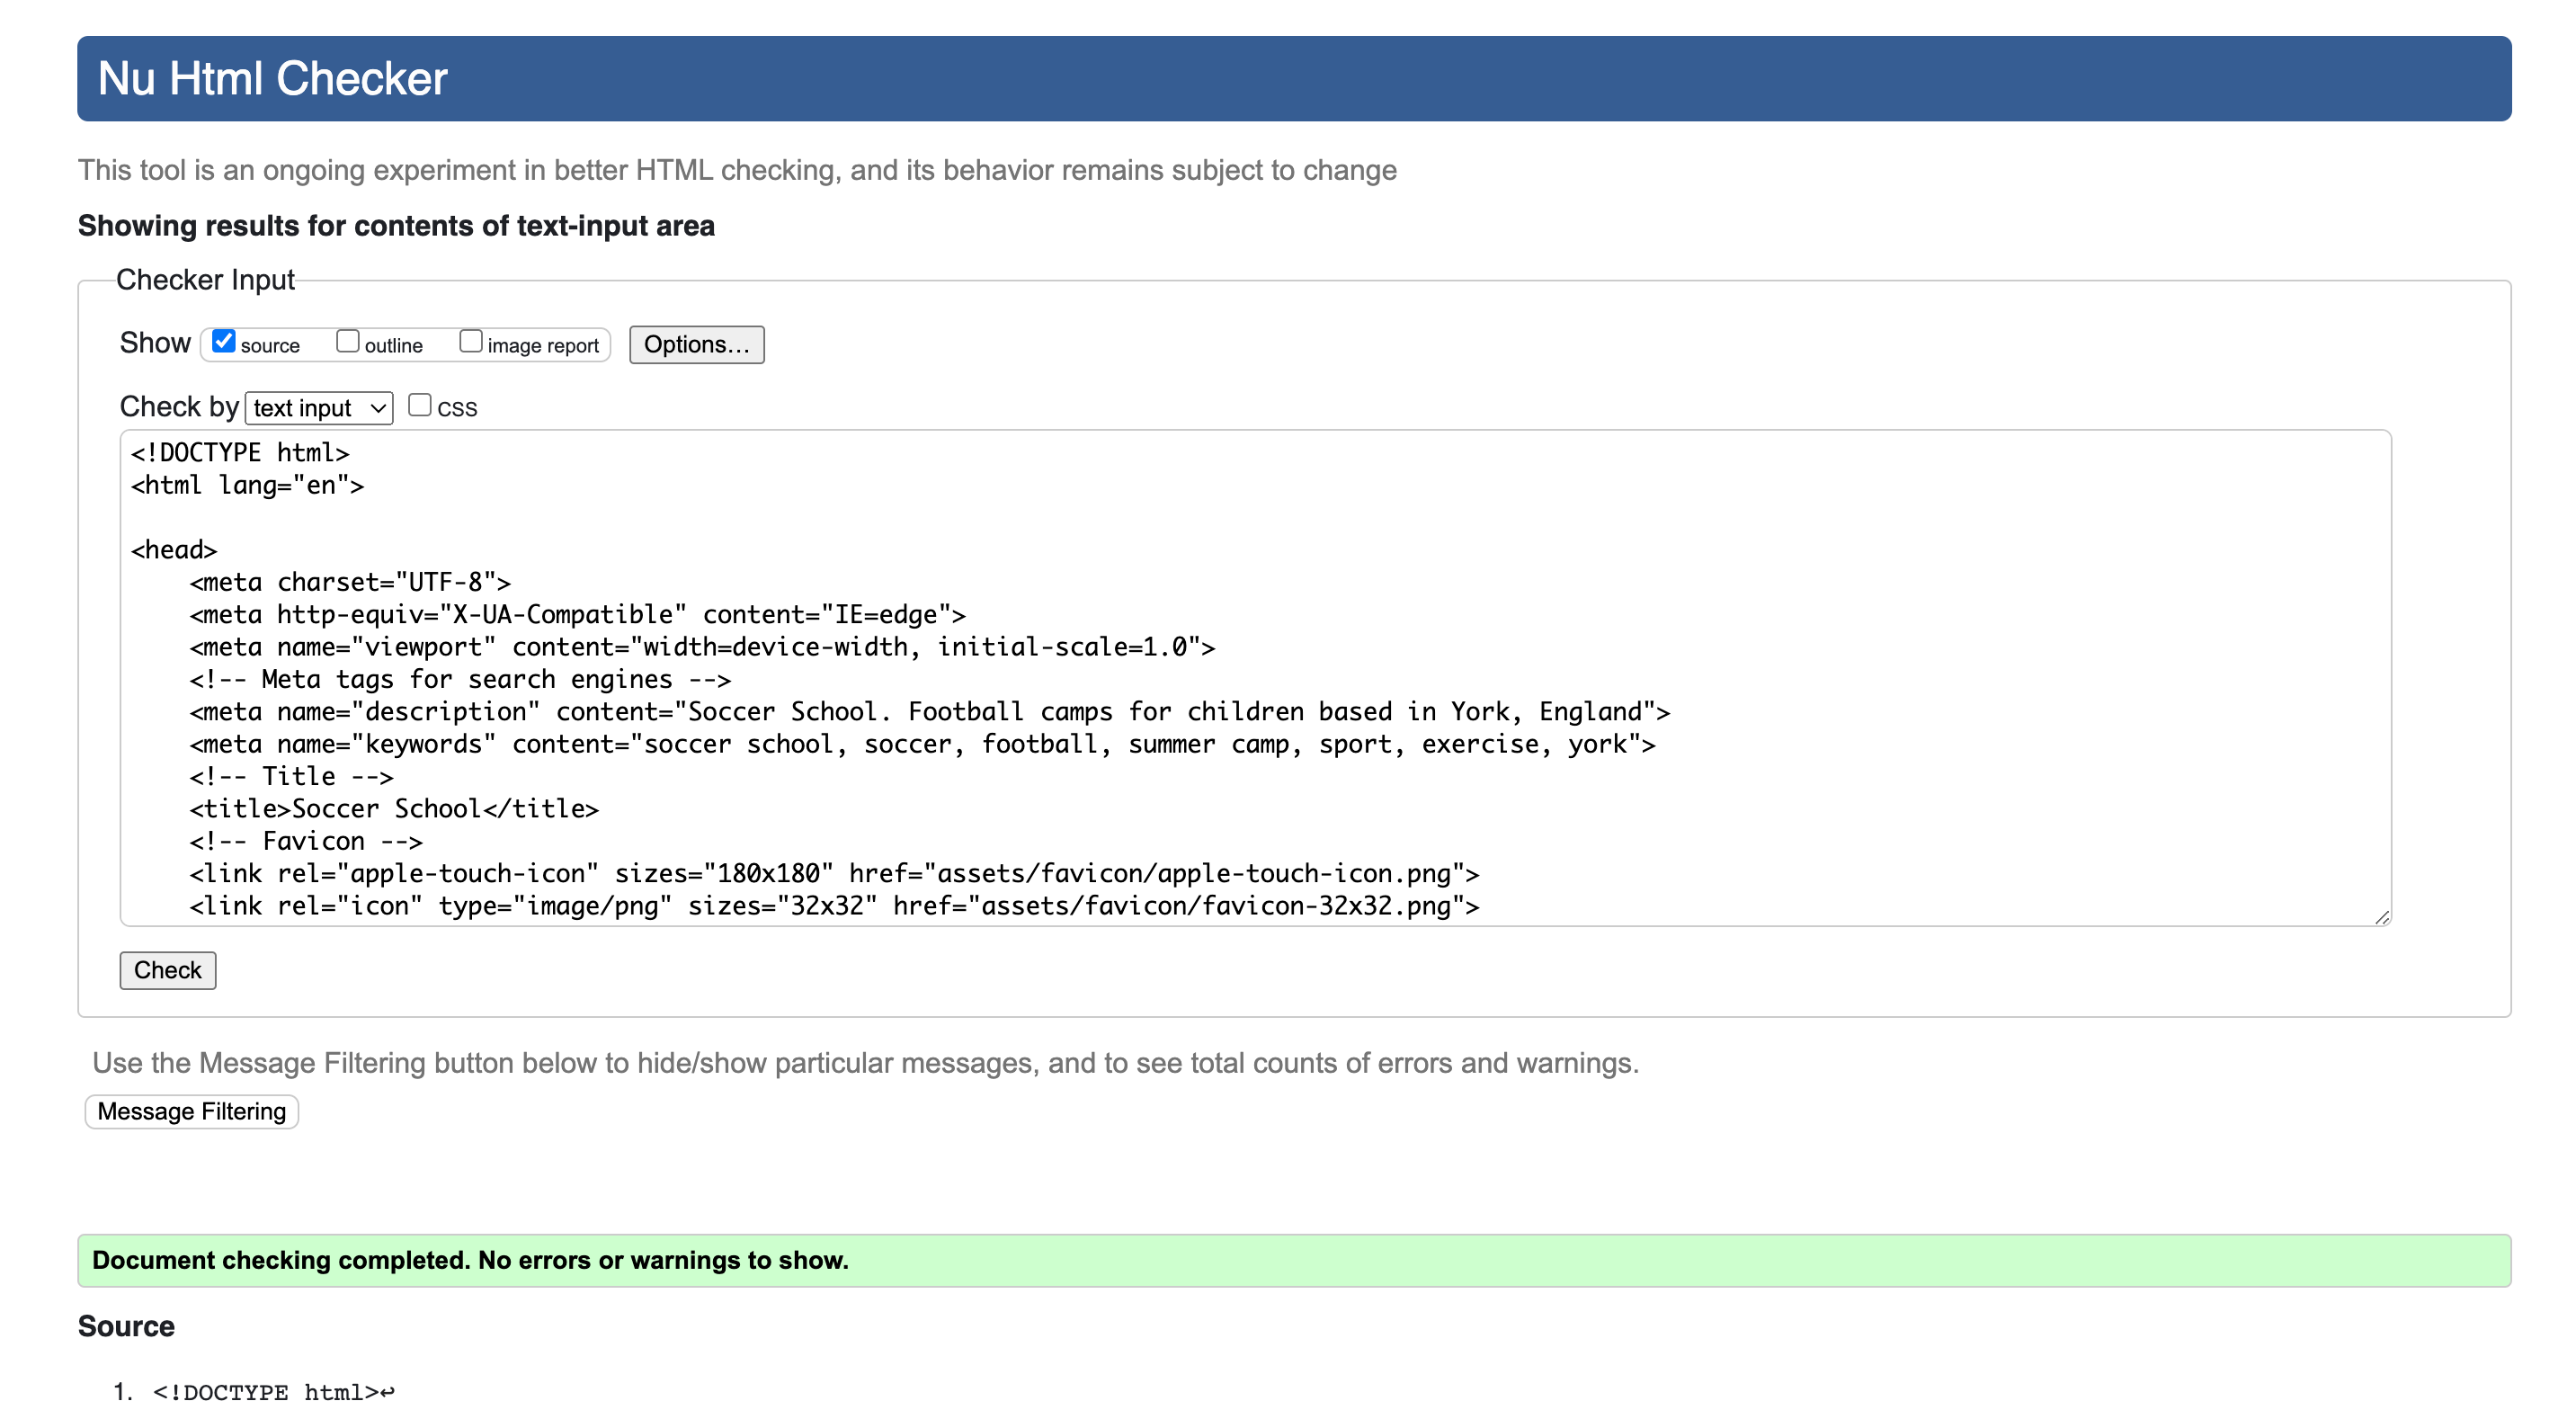 Nu Html Checker
This tool is an ongoing experiment in better HTML checking, and its behavior remains subject to change
Showing results for contents of text-input area
Checker Input
Show source outline image report Options...
Check by text input CSS
<!DOCTYPE html>
<html lang="en">
<head>
    <meta charset="UTF-8">
    <meta http-equiv="X-UA-Compatible" content="IE=edge">
    <meta name="viewport" content="width=device-width, initial-scale=1.0">
    <!-- Meta tags for search engines -->
    <meta name="description" content="Soccer School. Football camps for children based in York, England">
    <meta name="keywords" content="soccer school, soccer, football, summer camp, sport, exercise, york">
    <!-- Title -->
    <title>Soccer School</title>
    <!-- Favicon -->
    <link rel="apple-touch-icon" sizes="180x180" href="assets/favicon/apple-touch-icon.png">
    <link rel="icon" type="image/png" sizes="32x32" href="assets/favicon/favicon-32x32.png">
Check
Use the Message Filtering button below to hide/show particular messages, and to see total counts of errors and warnings.
Message Filtering
Document checking completed. No errors or warnings to show.
Source
1. <!DOCTYPE html>↩